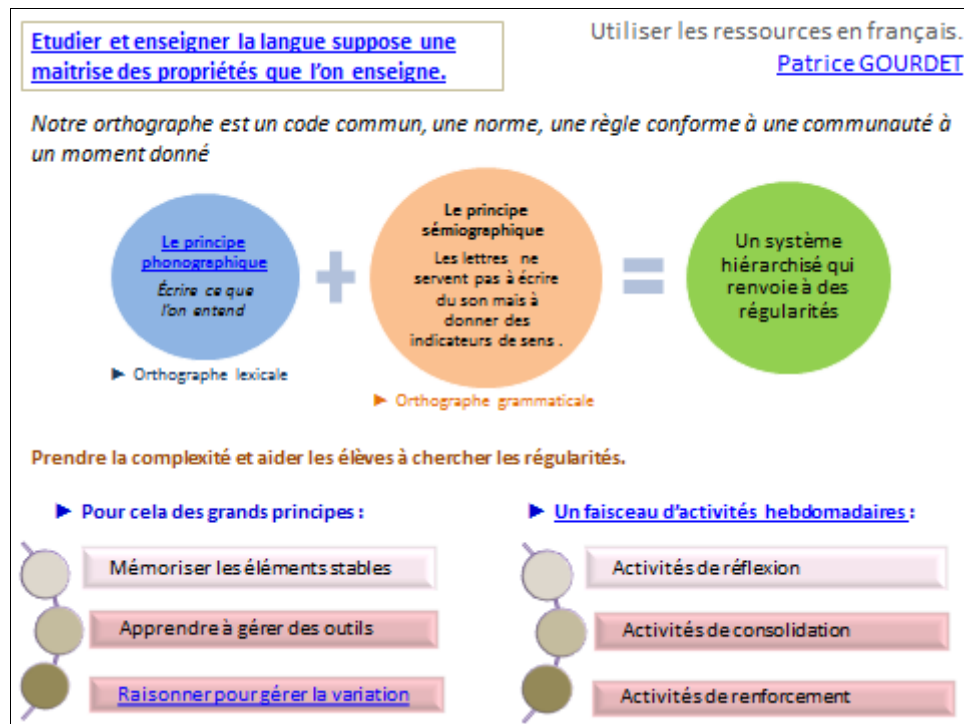 Etudier et enseigner la langue suppose une
maitrise des propriétés que l'on enseigne.
Utiliser les ressources en français.
Patrice GOURDET
Notre orthographe est un code commun, une norme, une règle conforme à une communauté à
un moment donné
Le principe
phonographique
Écrire ce que
l'on entend
► Orthographe lexicale
+
Le principe
sémiographique
Les lettres ne
servent pas à écrire
du son mais à
donner des
indicateurs de sens .
► Orthographe grammaticale
=
Un système
hiérarchisé qui
renvoie à des
régularités
Prendre la complexité et aider les élèves à chercher les régularités.
► Pour cela des grands principes :
Mémoriser les éléments stables
Apprendre à gérer des outils
Raisonner pour gérer la variation
► Un faisceau d'activités hebdomadaires :
Activités de réflexion
Activités de consolidation
Activités de renforcement